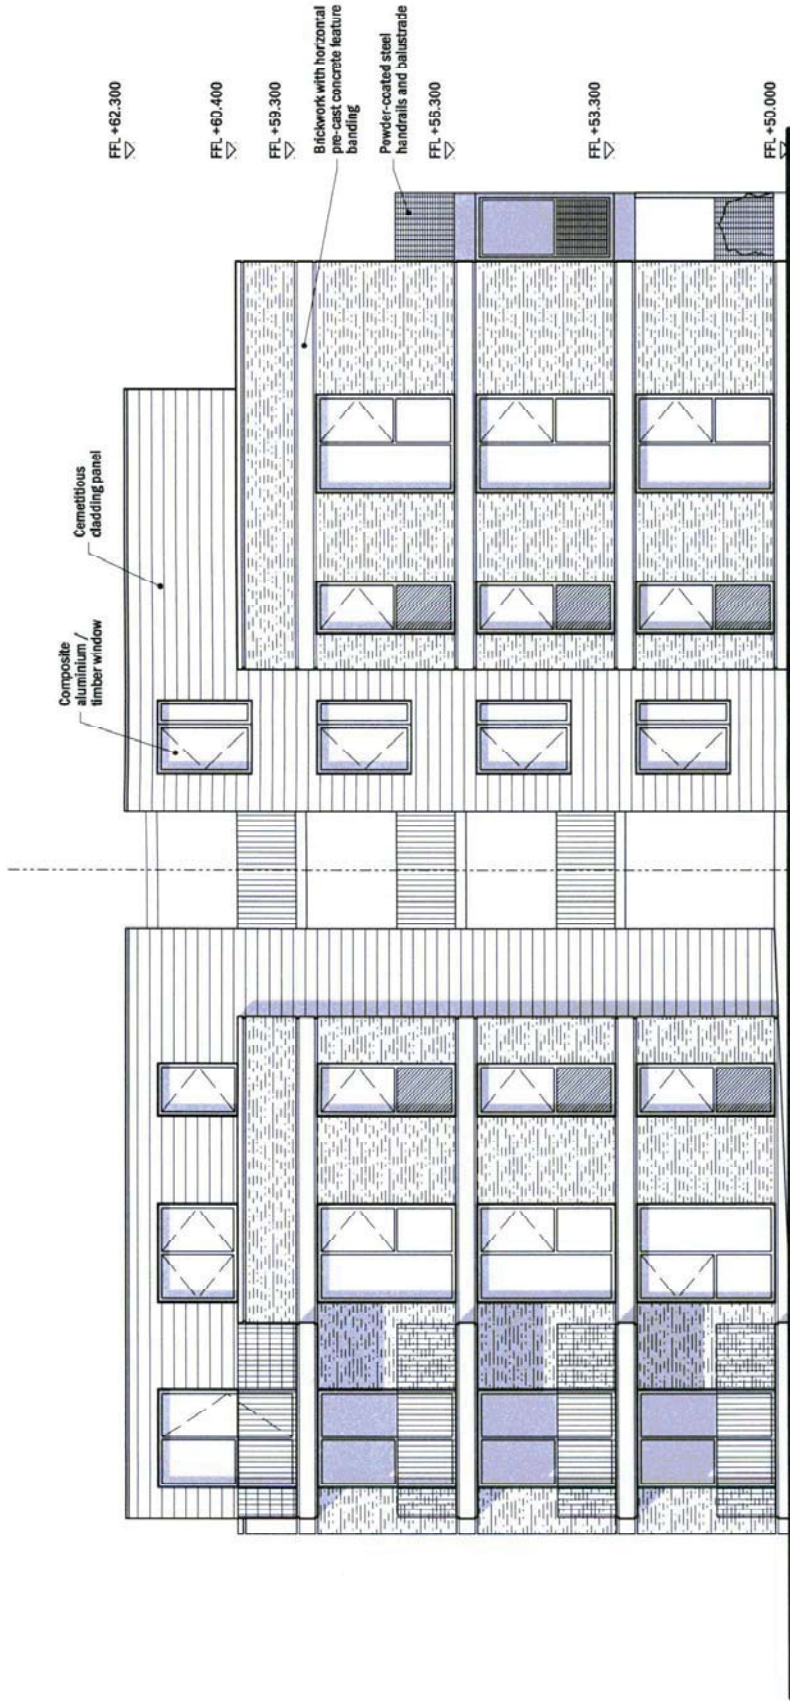 FFL +62.300
FFL +60.400
FFL +59.300
Brickwork with horizontal
pre-cast concrete feature
banding
Powder-coated steel
handrails and balustrade
FFL +56.300
FFL +53.300
FFL +50.000
Cemetitious
cladding panel
Composite
aluminium /
timber window